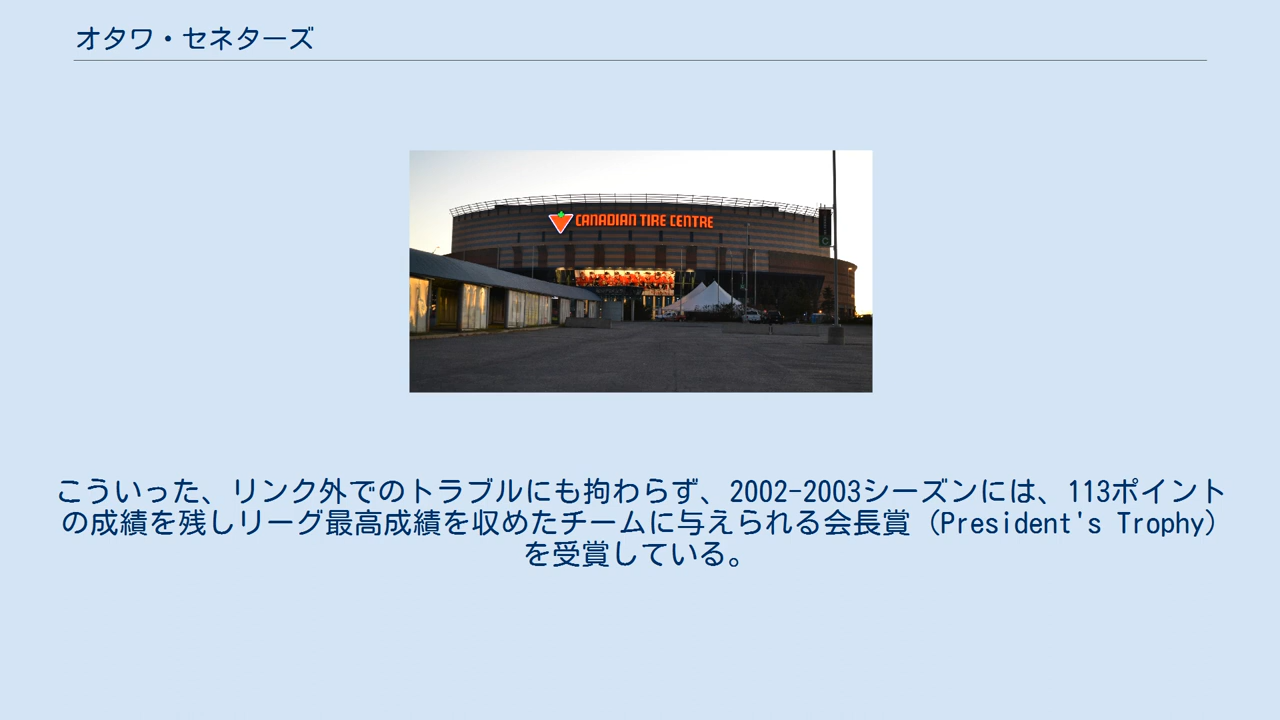 オタワ・セネターズ
CANADIAN TIRE CENTRE
こういった、リンク外でのトラブルにも拘わらず、2002-2003シーズンには、113ポイント
の成績を残しリーグ最高成績を収めたチームに与えられる会長賞（President's Trophy）
を受賞している。